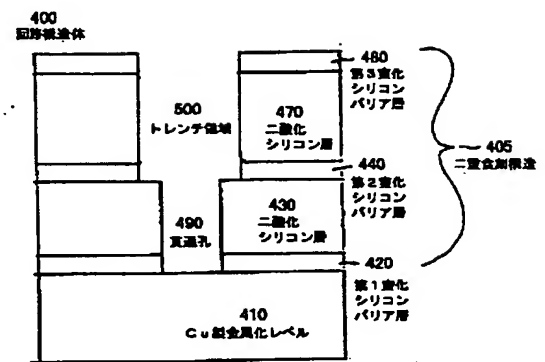 400
回路構造体
480
第3窒化
シリコン
バリア層
500
トレンチ領域
470
二酸化
シリコン層
440
第2窒化
シリコン
バリア層
405
二重食刻構造
490
貫通孔
430
二酸化
シリコン層
420
第1窒化
シリコン
バリア層
410
Cu製金属化レベル